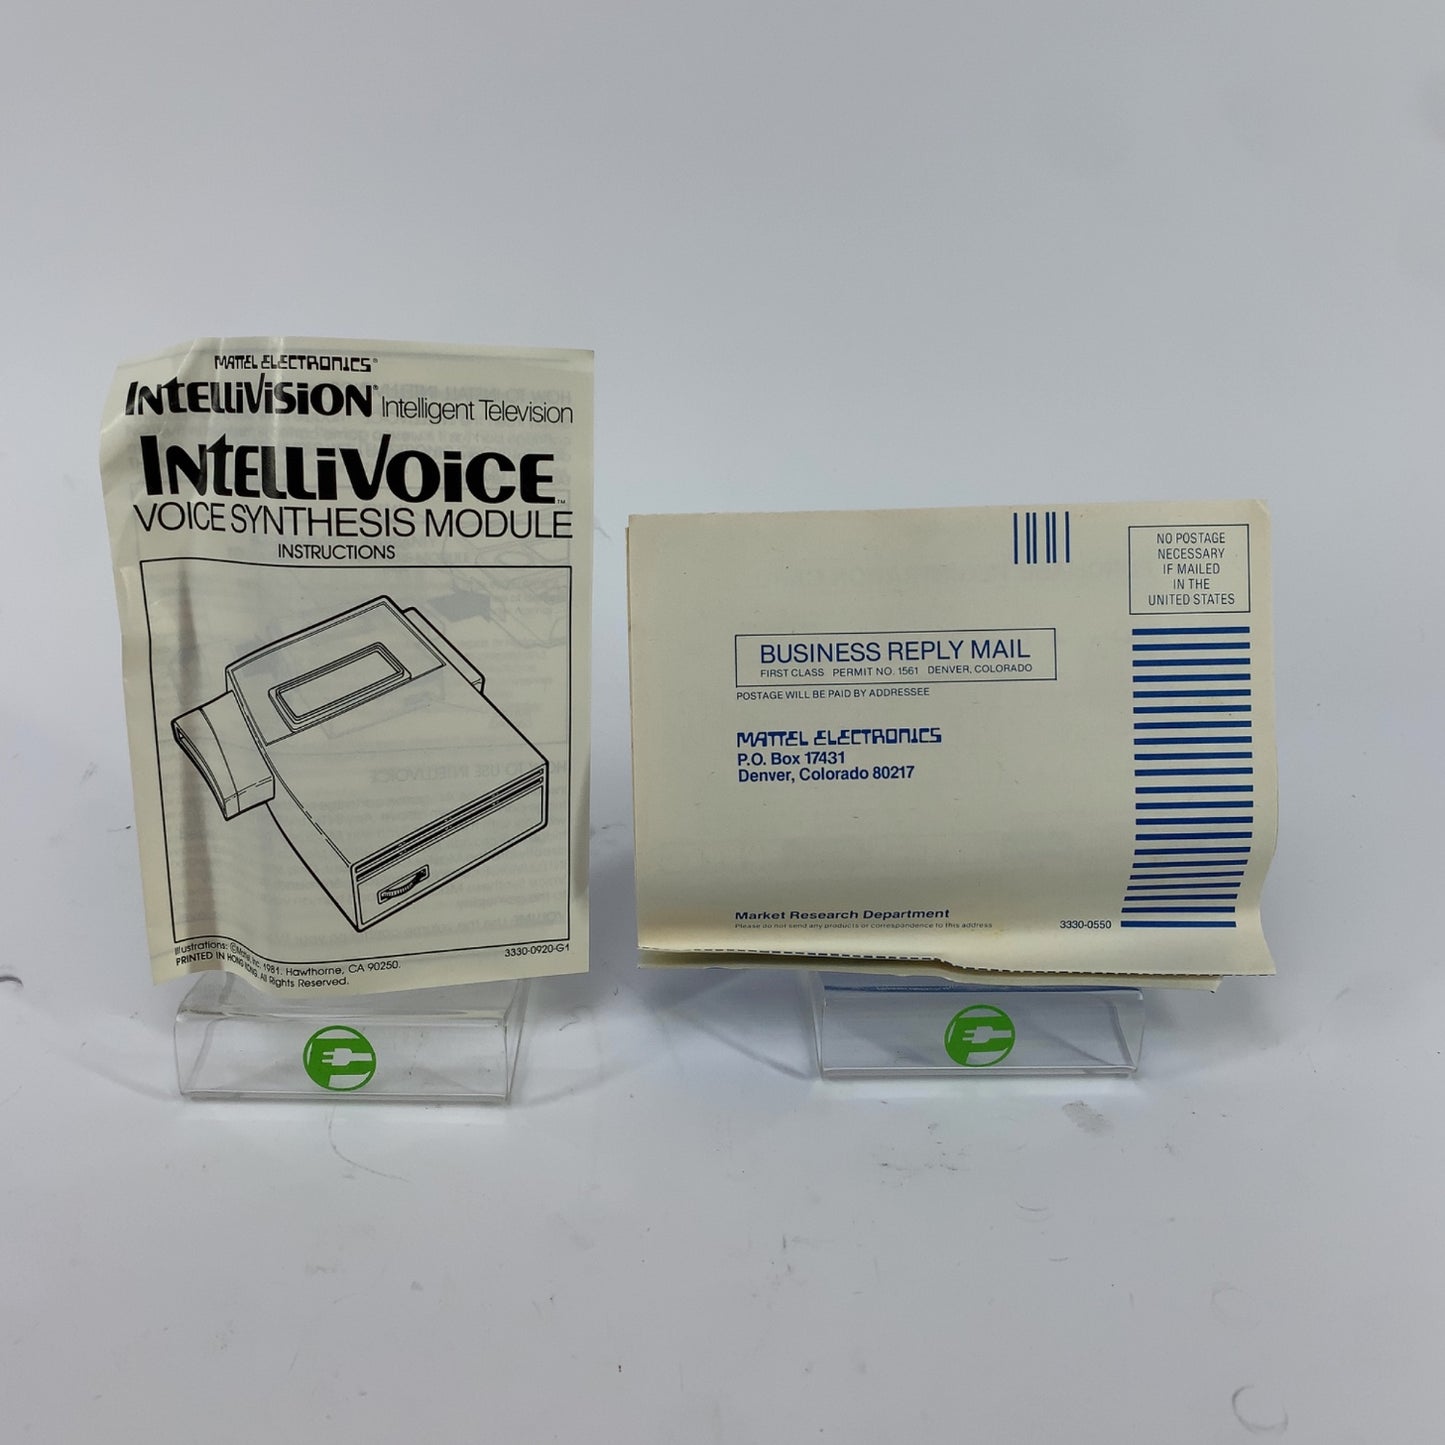 MATTEL ELECTRONICS®
INTELLIVISION® Intelligent Television
INTELLIVOICE™
VOICE SYNTHESIS MODULE
INSTRUCTIONS
Illustrations: ©Mattel, Inc. 1981. Hawthorne, CA 90250.
PRINTED IN HONG KONG. All Rights Reserved.
3330-0920-G1
NO POSTAGE
NECESSARY
IF MAILED
IN THE
UNITED STATES
BUSINESS REPLY MAIL
FIRST CLASS PERMIT NO. 1561 DENVER, COLORADO
POSTAGE WILL BE PAID BY ADDRESSEE
MATTEL ELECTRONICS
P.O. Box 17431
Denver, Colorado 80217
Market Research Department
Please do not send any products or correspondence to this address
3330-0550